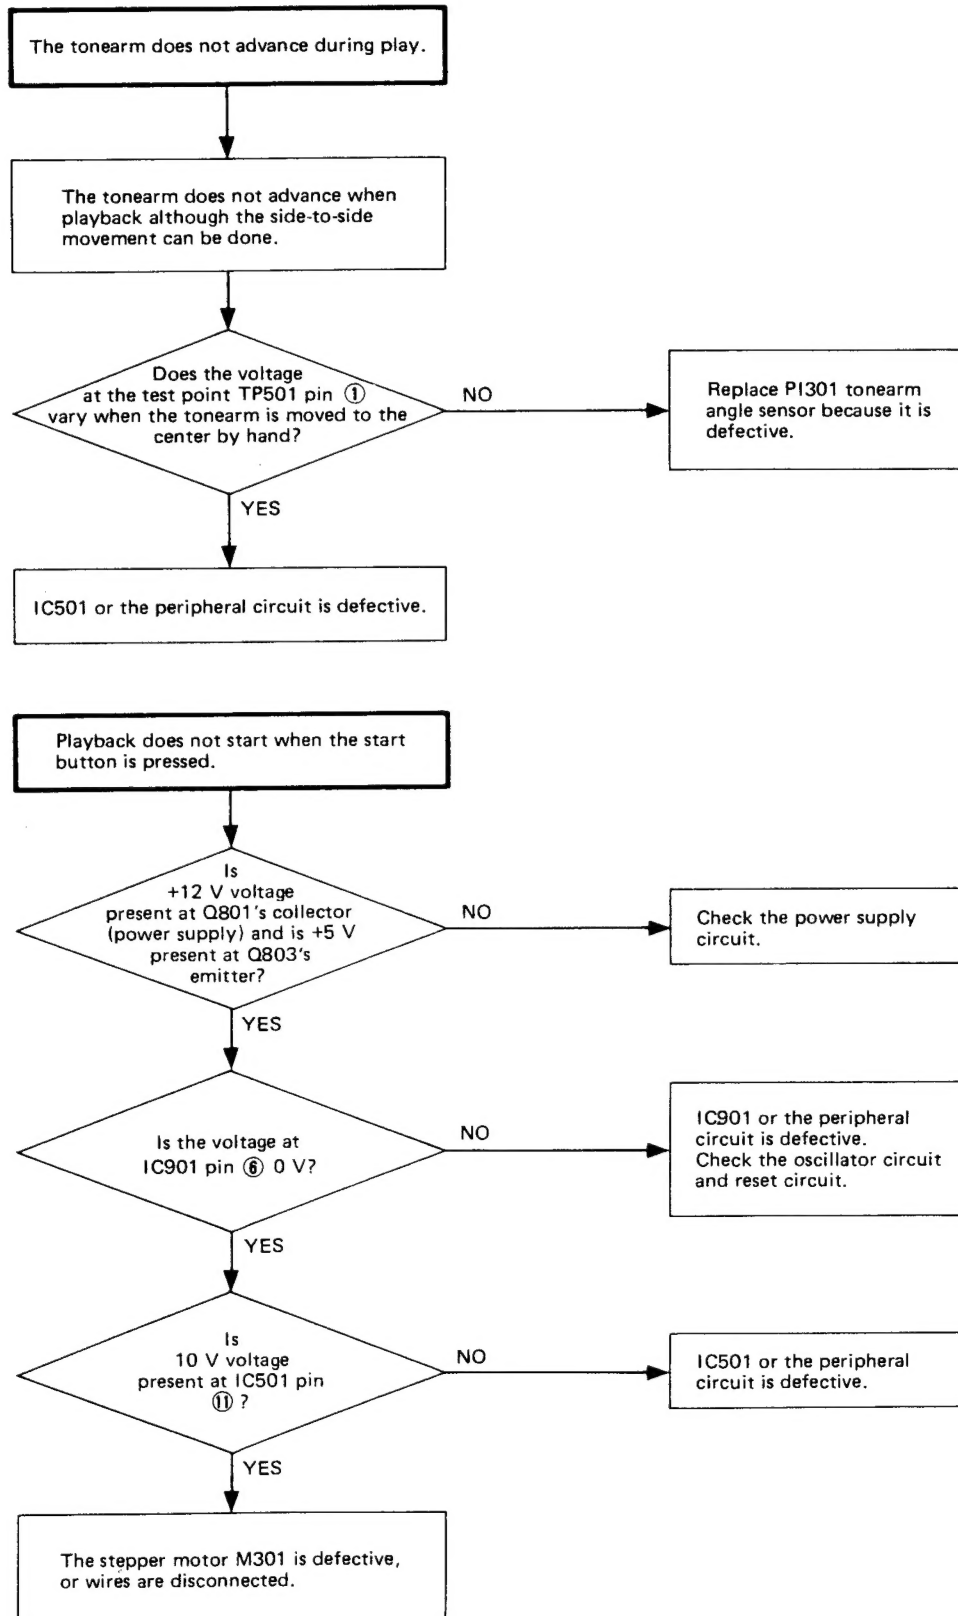 The tonearm does not advance during play.
The tonearm does not advance when
playback although the side-to-side
movement can be done.
Does the voltage
at the test point TP501 pin ①
vary when the tonearm is moved to the
center by hand?
NO
Replace PI301 tonearm
angle sensor because it is
defective.
YES
IC501 or the peripheral circuit is defective.
Playback does not start when the start
button is pressed.
Is
+12 V voltage
present at Q801's collector
(power supply) and is +5 V
present at Q803's
emitter?
NO
Check the power supply
circuit.
YES
Is the voltage at
IC901 pin ⑥ 0 V?
NO
IC901 or the peripheral
circuit is defective.
Check the oscillator circuit
and reset circuit.
YES
Is
10 V voltage
present at IC501 pin
⑪ ?
NO
IC501 or the peripheral
circuit is defective.
YES
The stepper motor M301 is defective,
or wires are disconnected.